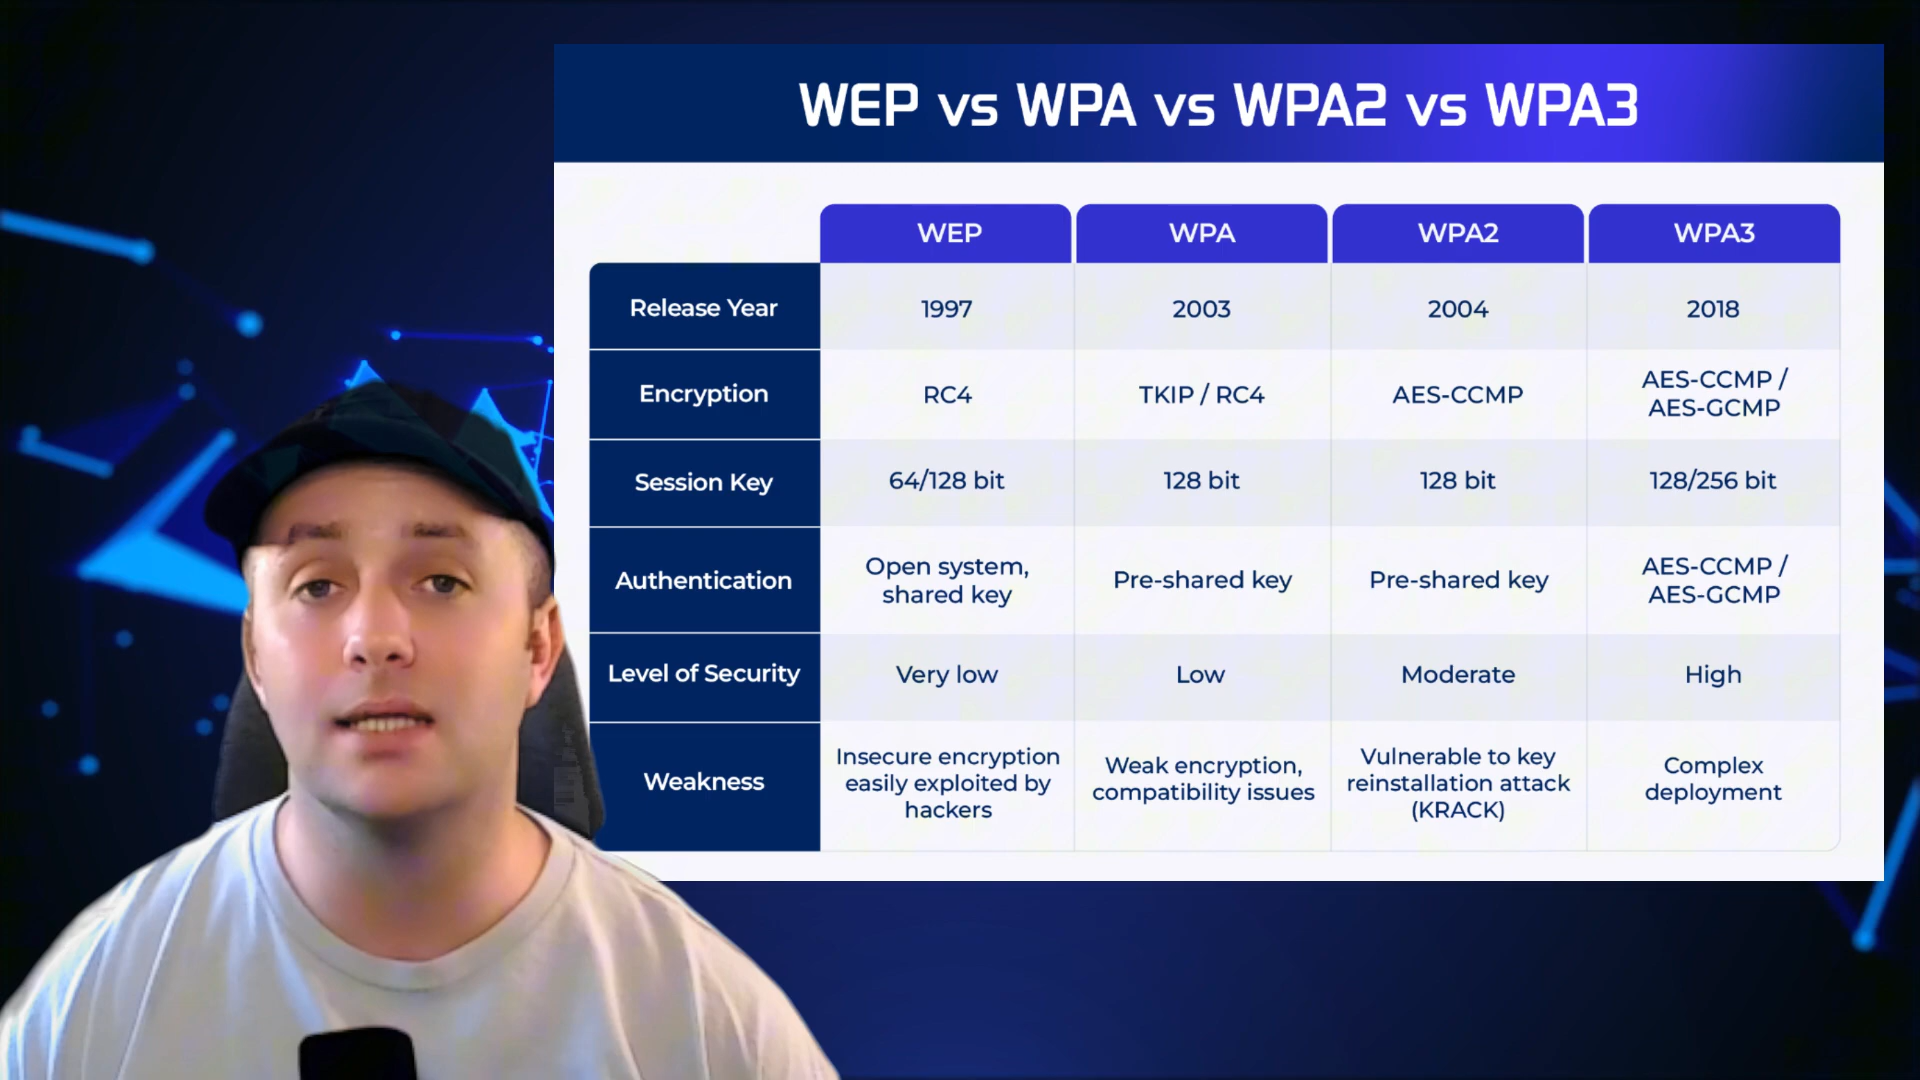 WEP vs WPA vs WPA2 vs WPA3
WEP WPA WPA2 WPA3
Release Year 1997 2003 2004 2018
Encryption RC4 TKIP / RC4 AES-CCMP AES-CCMP /
AES-GCMP
Session Key 64/128 bit 128 bit 128 bit 128/256 bit
Authentication Open system,
shared key Pre-shared key Pre-shared key AES-CCMP /
AES-GCMP
Level of Security Very low Low Moderate High
Weakness Insecure encryption
easily exploited by
hackers Weak encryption,
compatibility issues Vulnerable to key
reinstallation attack
(KRACK) Complex
deployment